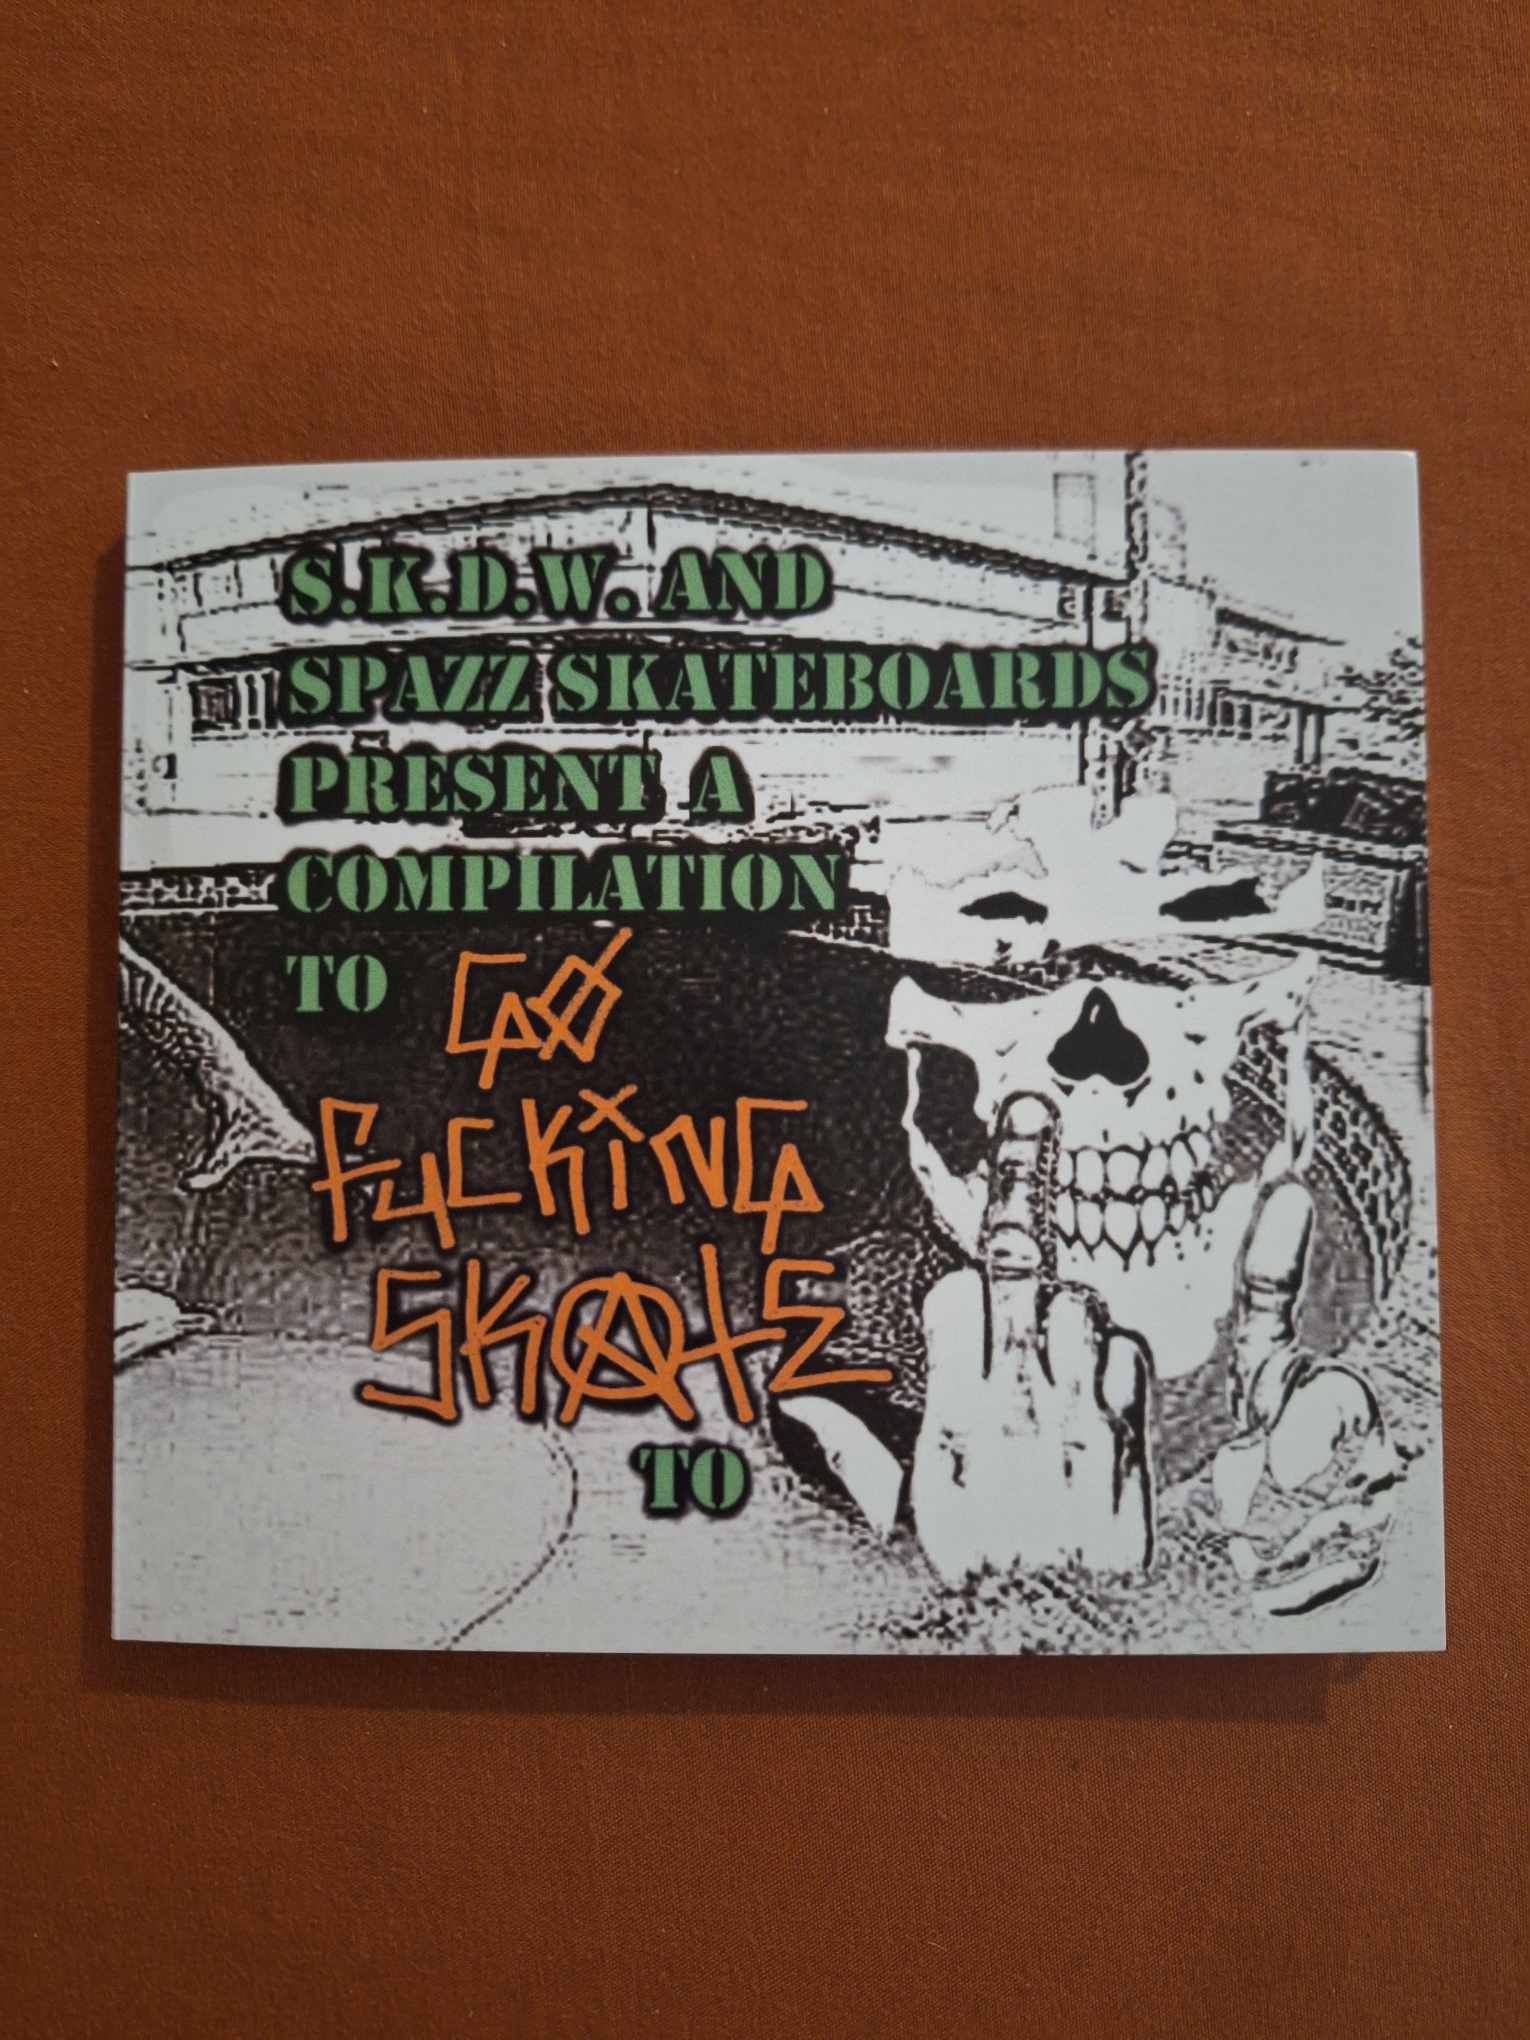 S.K.D.W. AND
SPAZZ SKATEBOARDS
PRESENT A
COMPILATION
TO GO
FUCKING
SKATE
TO